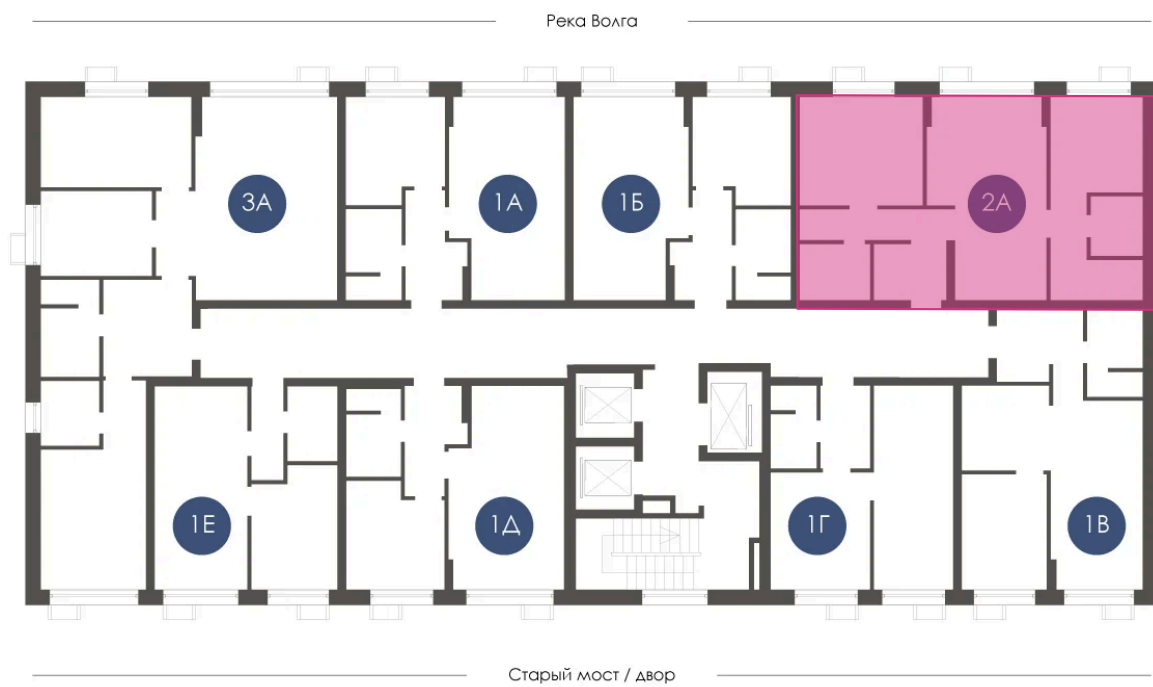 Река Волга
3А
1А
1Б
2А
1Е
1Д
1Г
1В
Старый мост / двор